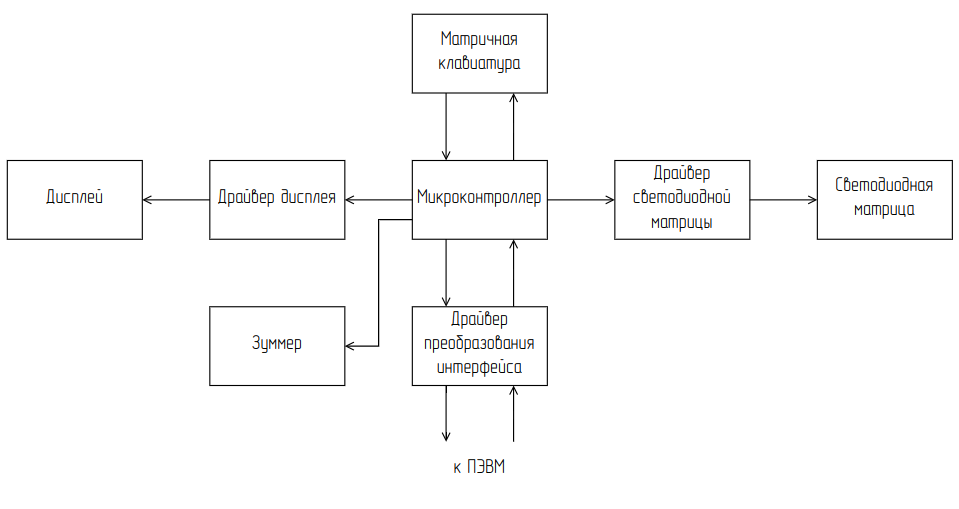 Матричная
клавиатура
Дисплей
Драйвер дисплея
Микроконтроллер
Драйвер
светодиодной
матрицы
Светодиодная
матрица
Зуммер
Драйвер
преобразования
интерфейса
к ПЭВМ